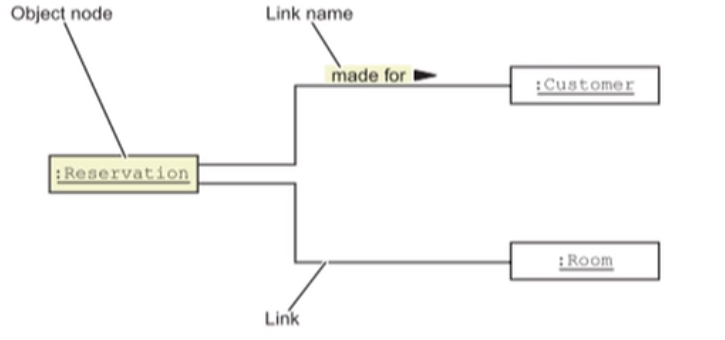 Object node
Link name
made for
:Customer
:Reservation
:Room
Link